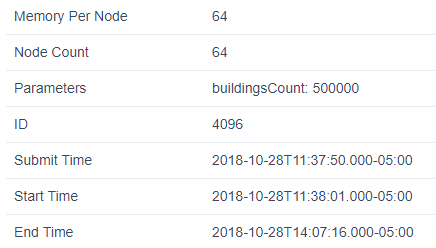 Memory Per Node 64
Node Count 64
Parameters buildingsCount: 500000
ID 4096
Submit Time 2018-10-28T11:37:50.000-05:00
Start Time 2018-10-28T11:38:01.000-05:00
End Time 2018-10-28T14:07:16.000-05:00